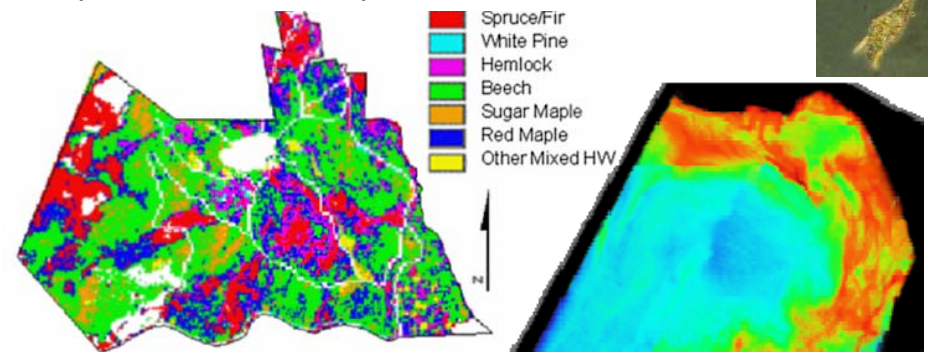 Spruce/Fir
White Pine
Hemlock
Beech
Sugar Maple
Red Maple
Other Mixed HW
N